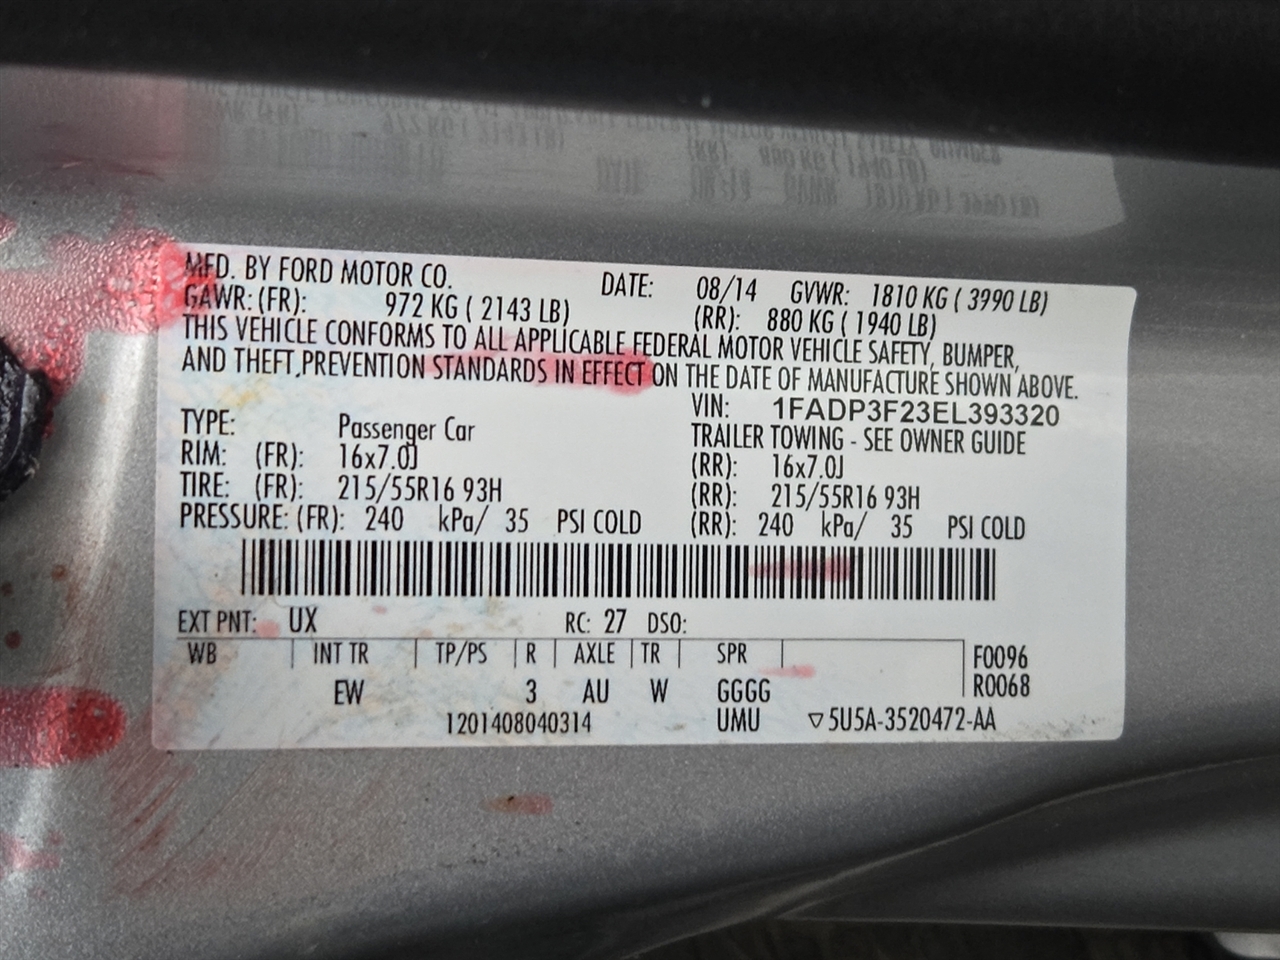 MFD. BY FORD MOTOR CO. DATE: 08/14 GVWR: 1810 KG ( 3990 LB)
GAWR: (FR): 972 KG ( 2143 LB) (RR): 880 KG ( 1940 LB)
THIS VEHICLE CONFORMS TO ALL APPLICABLE FEDERAL MOTOR VEHICLE SAFETY, BUMPER,
AND THEFT PREVENTION STANDARDS IN EFFECT ON THE DATE OF MANUFACTURE SHOWN ABOVE.
VIN: 1FADP3F23EL393320
TYPE: Passenger Car TRAILER TOWING - SEE OWNER GUIDE
RIM: (FR): 16x7.0J (RR): 16x7.0J
TIRE: (FR): 215/55R16 93H (RR): 215/55R16 93H
PRESSURE: (FR): 240 kPa/ 35 PSI COLD (RR): 240 kPa/ 35 PSI COLD
EXT PNT: UX RC: 27 DSO:
WB INT TR TP/PS R AXLE TR SPR F0096
EW 3 AU W GGGG R0068
1201408040314 UMU ▽5U5A-3520472-AA